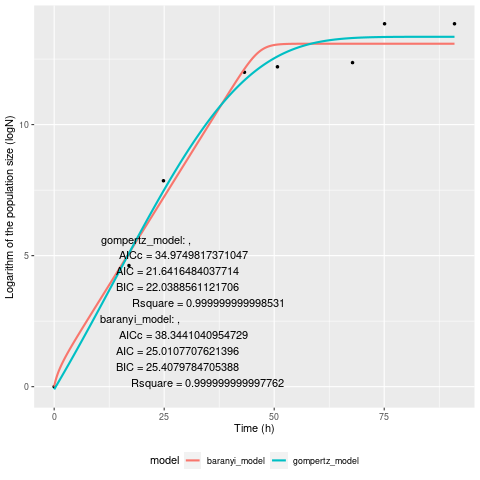 Logarithm of the population size (logN)
10
5
0
gompertz_model: ,
AICc = 34.9749817371047
AIC = 21.6416484037714
BIC = 22.0388561121706
Rsquare = 0.999999999998531
baranyi_model: ,
AICc = 38.3441040954729
AIC = 25.0107707621396
BIC = 25.4079784705388
Rsquare = 0.999999999997762
0 25 50 75
Time (h)
model baranyi_model gompertz_model